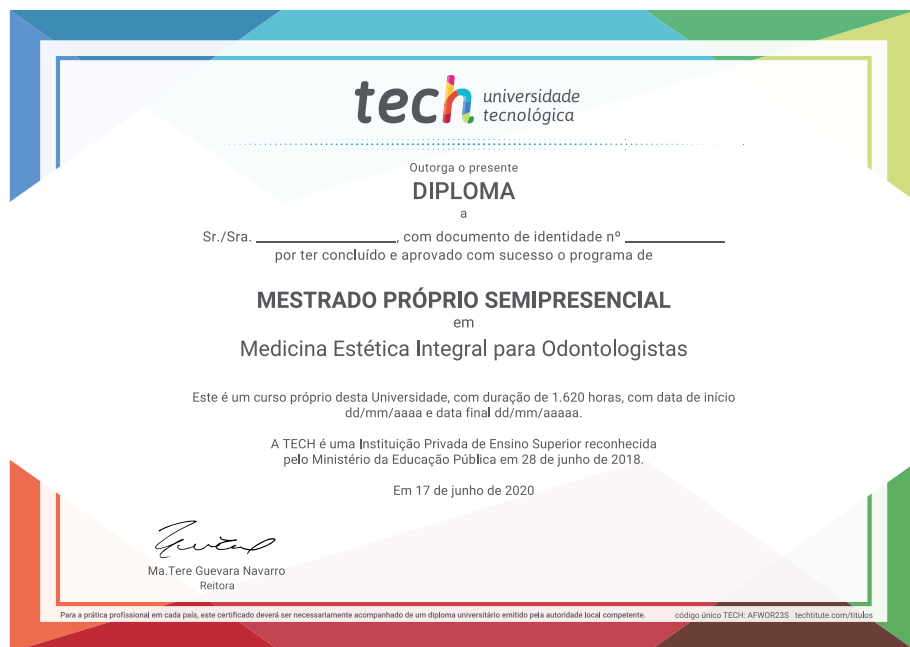 tech universidade
tecnológica
Outorga o presente
DIPLOMA
a
Sr./Sra. ____________________, com documento de identidade nº ______________
por ter concluído e aprovado com sucesso o programa de
MESTRADO PRÓPRIO SEMIPRESENCIAL
em
Medicina Estética Integral para Odontologistas
Este é um curso próprio desta Universidade, com duração de 1.620 horas, com data de início
dd/mm/aaaa e data final dd/mm/aaaaa.
A TECH é uma Instituição Privada de Ensino Superior reconhecida
pelo Ministério da Educação Pública em 28 de junho de 2018.
Em 17 de junho de 2020
Ma.Tere Guevara Navarro
Reitora
Para a prática profissional em cada país, este certificado deverá ser necessariamente acompanhado de um diploma universitário emitido pela autoridade local competente. código único TECH: AFWOR23S techtitute.com/titulos